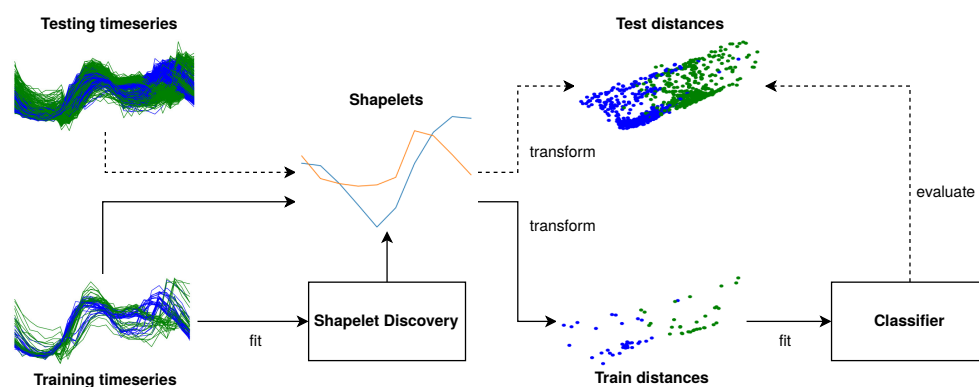 Testing timeseries
Test distances
Shapelets
transform
evaluate
transform
Shapelet Discovery
Classifier
fit
fit
Training timeseries
Train distances